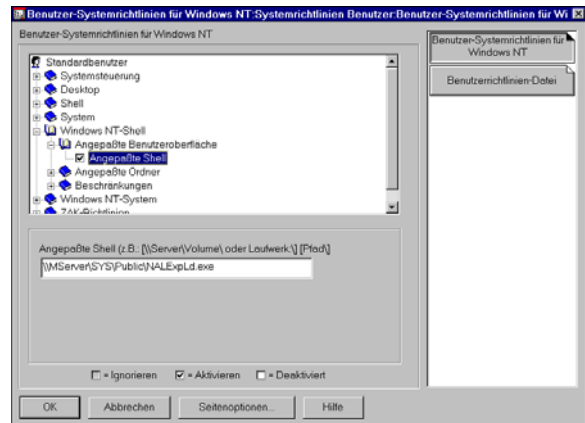 Benutzer-Systemrichtlinien für Windows NT:Systemrichtlinien Benutzer:Benutzer-Systemrichtlinien für Wi
Benutzer-Systemrichtlinien für Windows NT
Standardbenutzer
Systemsteuerung
Desktop
Shell
System
Windows NT-Shell
Angepaßte Benutzeroberfläche
Angepaßte Shell
Angepaßte Ordner
Beschränkungen
Windows NT-System
ZAK-Richtlinien
Angepaßte Shell (z.B.: [\\Server\Volume\ oder Laufwerk:\] [Pfad\]
\\MServer\SYS\Public\NALExpLd.exe
= Ignorieren = Aktivieren = Deaktiviert
OK Abbrechen Seitenoptionen... Hilfe
Benutzer-Systemrichtlinien für
Windows NT
Benutzerrichtlinien-Datei